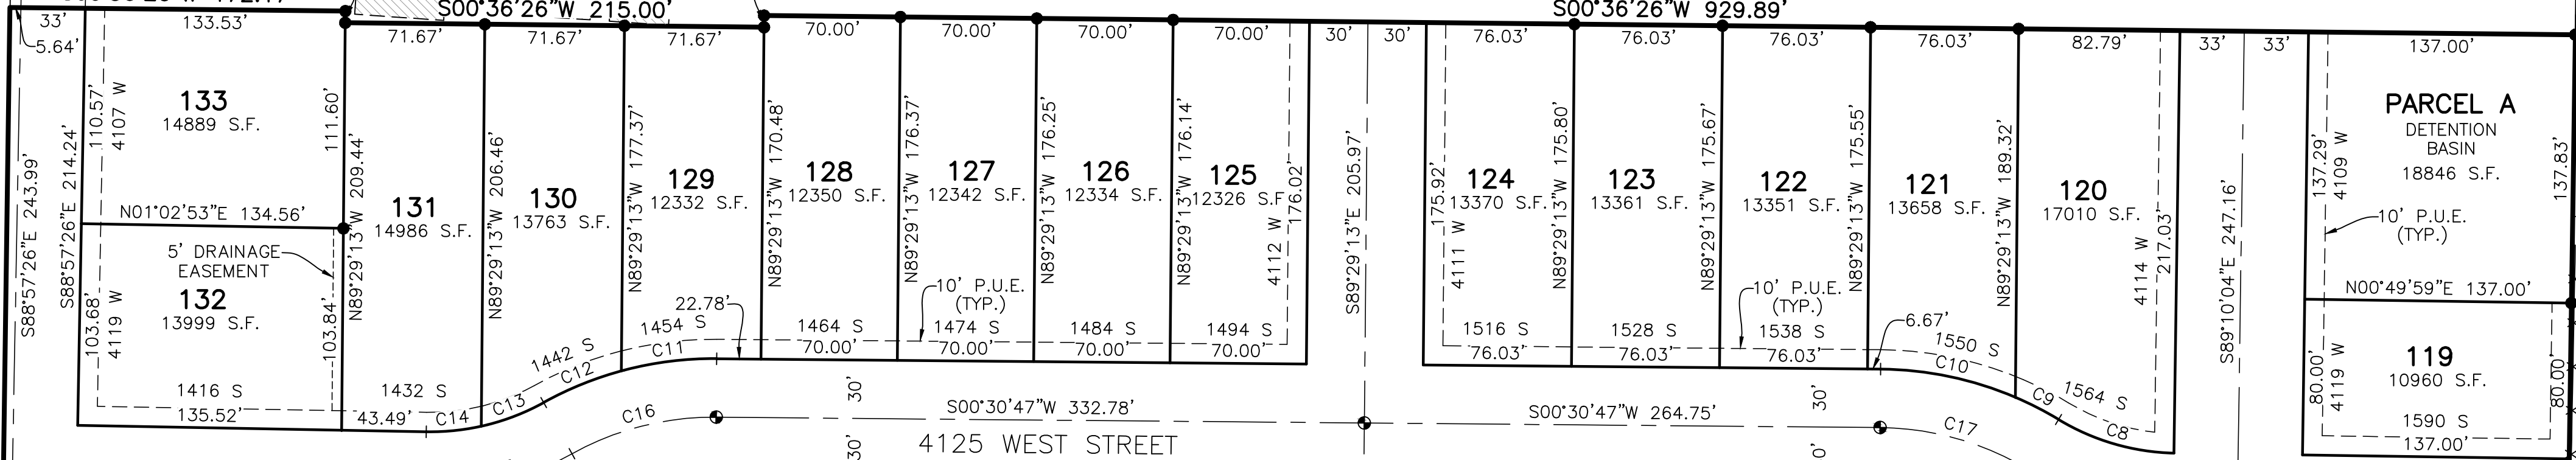 S00°36'26"W 215.00'
S00°36'26"W 929.89'
33'
5.64'
133.53'
71.67'
71.67'
71.67'
70.00'
70.00'
70.00'
70.00'
30'
30'
76.03'
76.03'
76.03'
76.03'
82.79'
33'
33'
137.00'
S88°57'26"E 243.99'
S88°57'26"E 214.24'
110.57'
4107 W
133
14889 S.F.
111.60'
N01°02'53"E 134.56'
5' DRAINAGE
EASEMENT
132
13999 S.F.
103.68'
4119 W
103.84'
1416 S
135.52'
N89°29'13"W 209.44'
131
14986 S.F.
1432 S
43.49'
C14
N89°29'13"W 206.46'
130
13763 S.F.
1442 S
C13
C12
N89°29'13"W 177.37'
129
12332 S.F.
1454 S
C11
22.78'
N89°29'13"W 170.48'
128
12350 S.F.
1464 S
70.00'
N89°29'13"W 176.37'
127
12342 S.F.
10' P.U.E.
(TYP.)
1474 S
70.00'
N89°29'13"W 176.25'
126
12334 S.F.
1484 S
70.00'
N89°29'13"W 176.14'
125
12326 S.F
4112 W
176.02'
1494 S
70.00'
S89°29'13"E 205.97'
175.92'
4111 W
124
13370 S.F.
1516 S
76.03'
N89°29'13"W 175.80'
123
13361 S.F.
1528 S
76.03'
N89°29'13"W 175.67'
122
13351 S.F.
10' P.U.E.
(TYP.)
1538 S
76.03'
N89°29'13"W 175.55'
121
13658 S.F.
6.67'
1550 S
C10
N89°29'13"W 189.32'
120
17010 S.F.
4114 W
217.03'
1564 S
C9
C8
S89°10'04"E 247.16'
PARCEL A
DETENTION
BASIN
18846 S.F.
137.29'
4109 W
137.83'
10' P.U.E.
(TYP.)
N00°49'59"E 137.00'
119
10960 S.F.
80.00'
4119 W
80.00'
1590 S
137.00'
C16
30'
30'
S00°30'47"W 332.78'
4125 WEST STREET
S00°30'47"W 264.75'
30'
C17